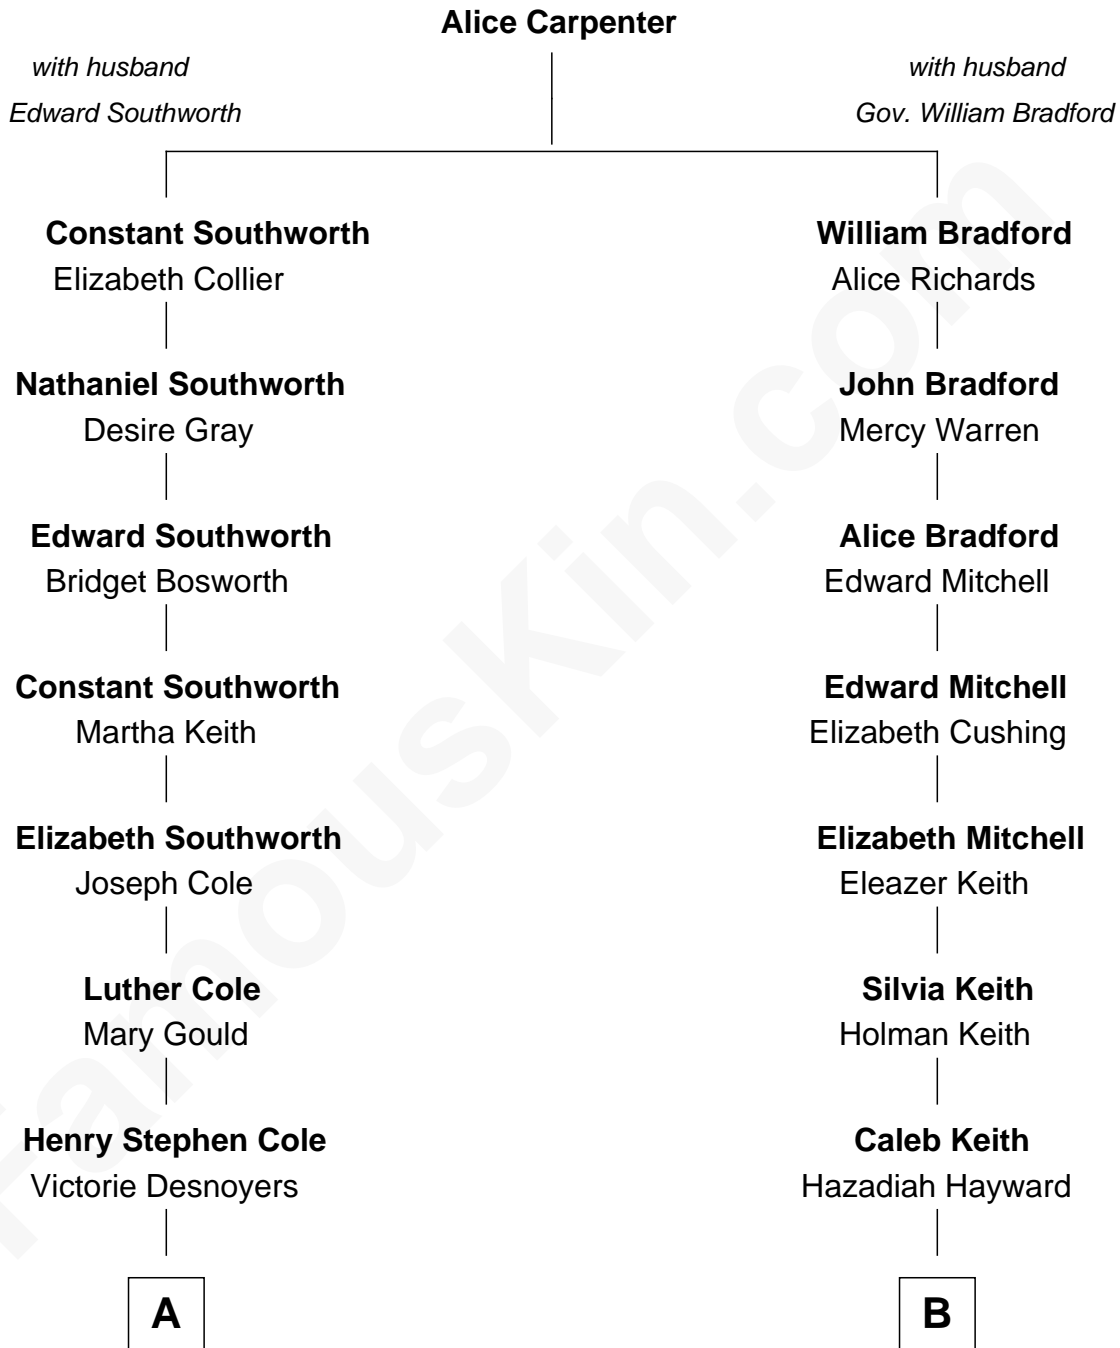 Alice Carpenter
with husband
Edward Southworth
with husband
Gov. William Bradford
Constant Southworth
Elizabeth Collier
William Bradford
Alice Richards
Nathaniel Southworth
Desire Gray
John Bradford
Mercy Warren
Edward Southworth
Bridget Bosworth
Alice Bradford
Edward Mitchell
Constant Southworth
Martha Keith
Edward Mitchell
Elizabeth Cushing
Elizabeth Southworth
Joseph Cole
Elizabeth Mitchell
Eleazer Keith
Luther Cole
Mary Gould
Silvia Keith
Holman Keith
Henry Stephen Cole
Victorie Desnoyers
Caleb Keith
Hazadiah Hayward
A
B
FamousKin.com